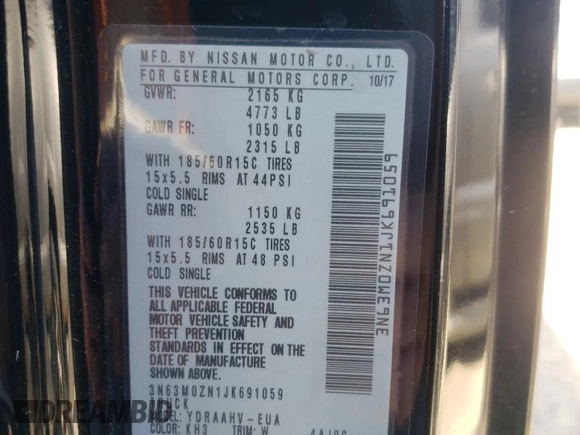 MFD. BY NISSAN MOTOR CO., LTD.
FOR GENERAL MOTORS CORP. 10/17
GVWR: 2165 KG
4773 LB
GAWR FR: 1050 KG
2315 LB
WITH 185/60R15C TIRES
15x5.5 RIMS AT 44PSI
COLD SINGLE
GAWR RR: 1150 KG
2535 LB
WITH 185/60R15C TIRES
15x5.5 RIMS AT 48 PSI
COLD SINGLE
THIS VEHICLE CONFORMS TO
ALL APPLICABLE FEDERAL
MOTOR VEHICLE SAFETY AND
THEFT PREVENTION
STANDARDS IN EFFECT ON THE
DATE OF MANUFACTURE
SHOWN ABOVE.
3N63M0ZN1JK691059
YDRAAHV-EUA
KH3 TRIM: W
3N63M0ZN1JK691059